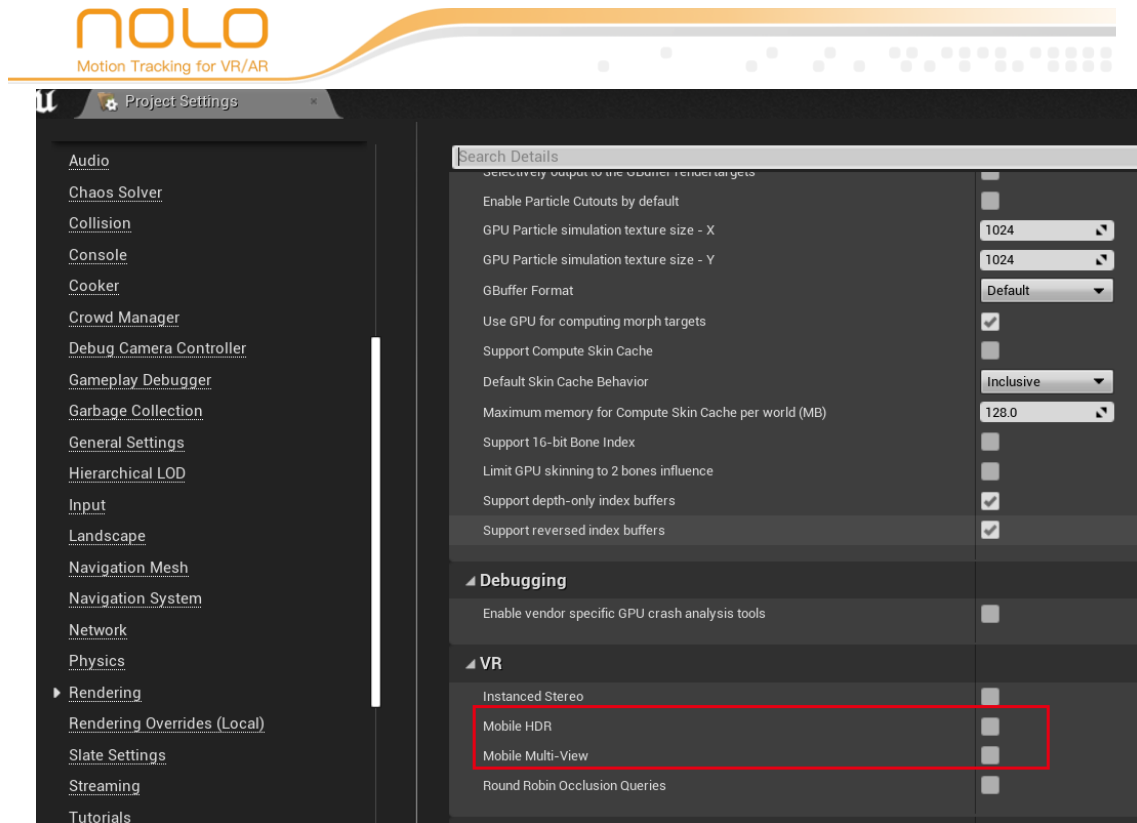 NOLO
Motion Tracking for VR/AR
Project Settings
Audio
Chaos Solver
Collision
Console
Cooker
Crowd Manager
Debug Camera Controller
Gameplay Debugger
Garbage Collection
General Settings
Hierarchical LOD
Input
Landscape
Navigation Mesh
Navigation System
Network
Physics
Rendering
Rendering Overrides (Local)
Slate Settings
Streaming
Tutorials
Search Details
Selectively output to the GBuffer rendertargets
Enable Particle Cutouts by default
GPU Particle simulation texture size - X 1024
GPU Particle simulation texture size - Y 1024
GBuffer Format Default
Use GPU for computing morph targets
Support Compute Skin Cache
Default Skin Cache Behavior Inclusive
Maximum memory for Compute Skin Cache per world (MB) 128.0
Support 16-bit Bone Index
Limit GPU skinning to 2 bones influence
Support depth-only index buffers
Support reversed index buffers
Debugging
Enable vendor specific GPU crash analysis tools
VR
Instanced Stereo
Mobile HDR
Mobile Multi-View
Round Robin Occlusion Queries